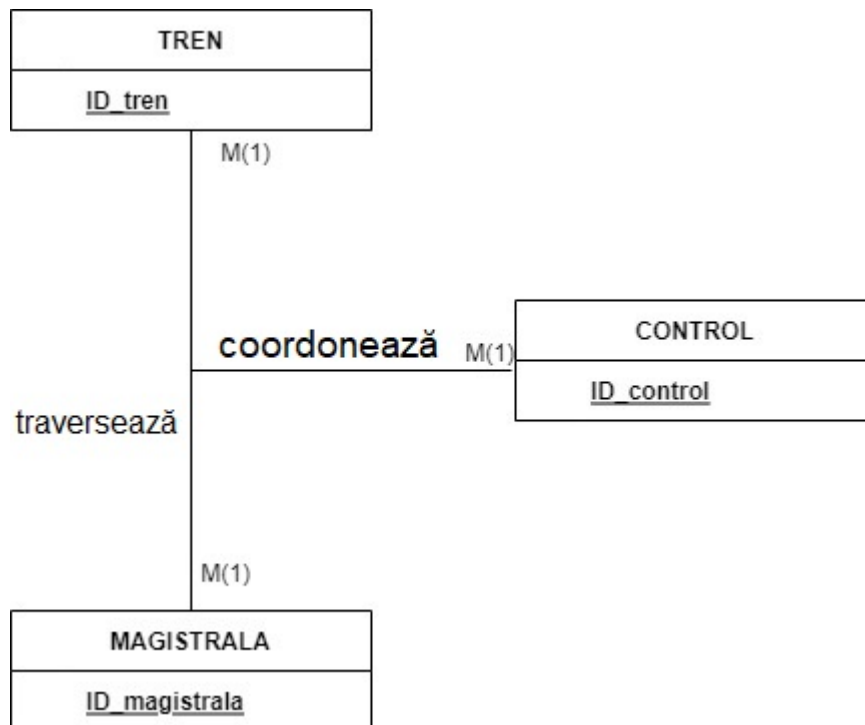 TREN
ID_tren
M(1)
coordonează M(1)
CONTROL
ID_control
traversează
M(1)
MAGISTRALA
ID_magistrala